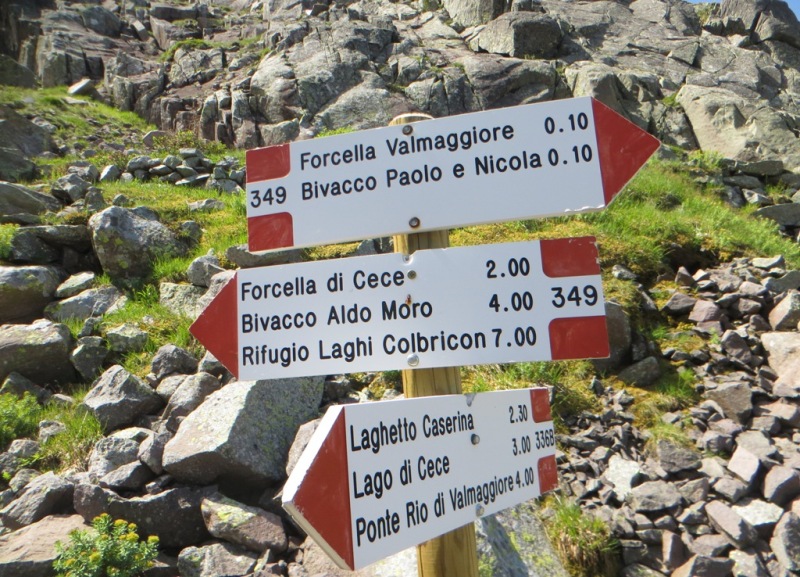 Forcella Valmaggiore 0.10
349 Bivacco Paolo e Nicola 0.10
Forcella di Cece 2.00
Bivacco Aldo Moro 4.00 349
Rifugio Laghi Colbricon 7.00
Laghetto Caserina 2.30
Lago di Cece 3.00 336B
Ponte Rio di Valmaggiore 4.00